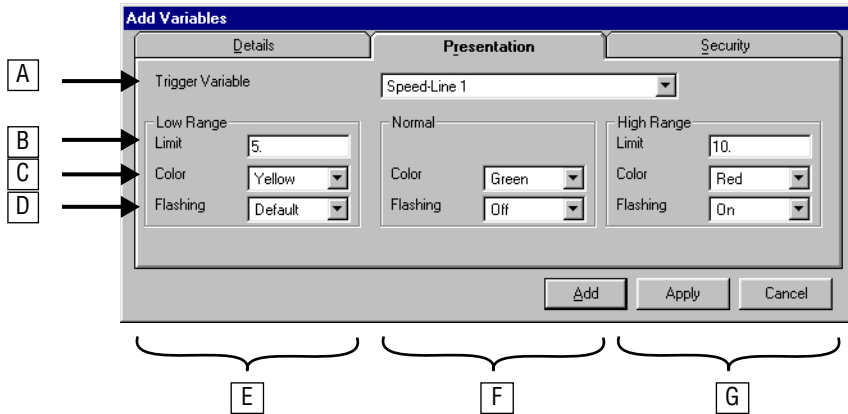 Add Variables
Details Presentation Security
A Trigger Variable Speed-Line 1
Low Range Normal High Range
B Limit 5. Limit 10.
C Color Yellow Color Green Color Red
D Flashing Default Flashing Off Flashing On
Add Apply Cancel
E F G